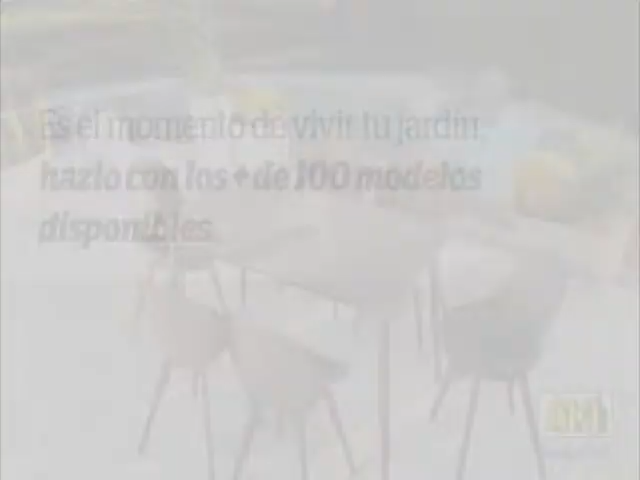 Es el momento de vivir tu jardín,
hazlo con los + de 100 modelos
disponibles.